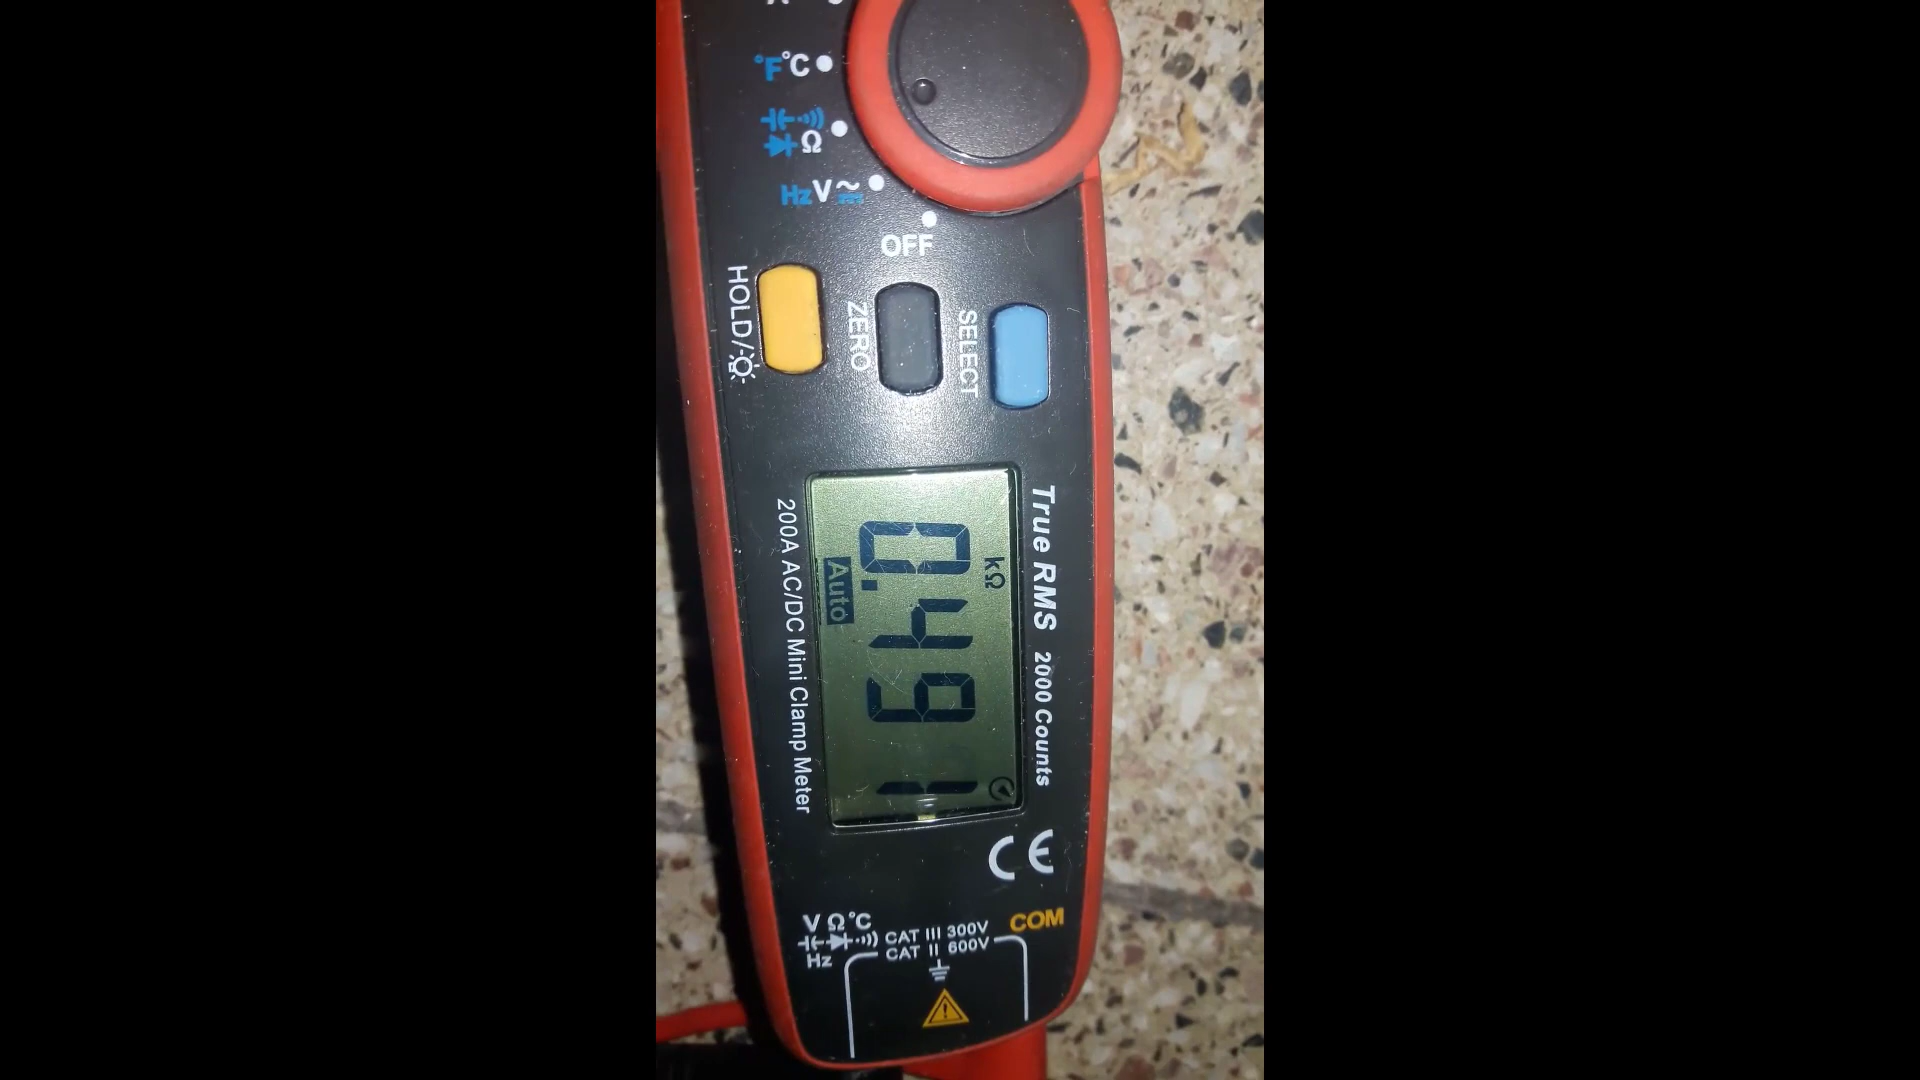 °F°C
Ω
HzV
OFF
HOLD/
ZERO
SELECT
True RMS 2000 Counts
kΩ
0.491
Auto
200A AC/DC Mini Clamp Meter
CE
COM
V Ω °C
Hz
CAT III 300V
CAT II 600V